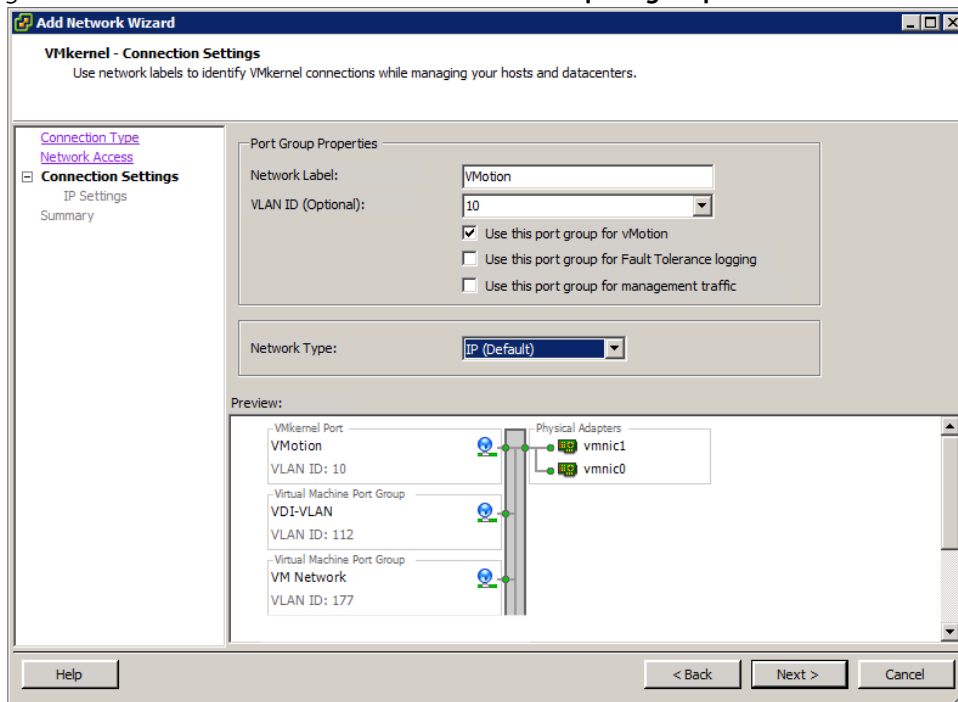 Add Network Wizard
VMkernel - Connection Settings
Use network labels to identify VMkernel connections while managing your hosts and datacenters.
Connection Type
Network Access
Connection Settings
IP Settings
Summary
Port Group Properties
Network Label: VMotion
VLAN ID (Optional): 10
Use this port group for vMotion
Use this port group for Fault Tolerance logging
Use this port group for management traffic
Network Type: IP (Default)
Preview:
VMkernel Port
VMotion
VLAN ID: 10
Virtual Machine Port Group
VDI-VLAN
VLAN ID: 112
Virtual Machine Port Group
VM Network
VLAN ID: 177
Physical Adapters
vmnic1
vmnic0
Help
< Back
Next >
Cancel